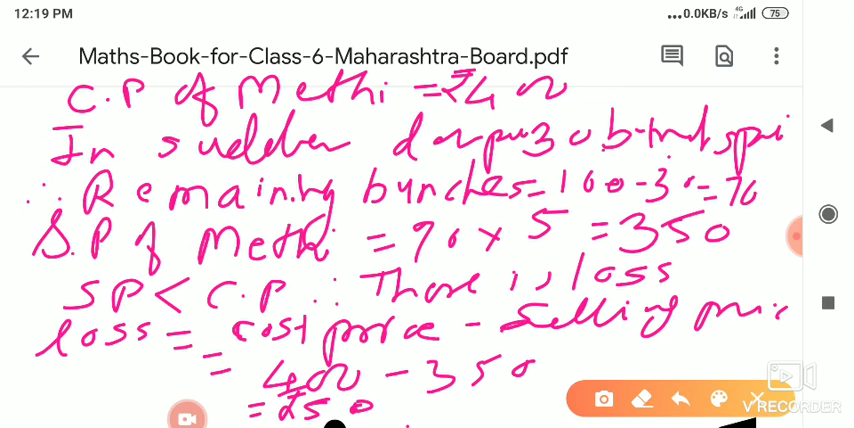 12:19 PM
...0.0KB/s 4G 75
Maths-Book-for-Class-6-Maharashtra-Board.pdf
C.P of Methi = ₹400
In sudden 30 b
∴ Remaining bunches = 100 - 30 = 70
S.P of Methi = 70 x 5 = 350
SP < C.P ∴ There is loss
loss = cost price - Selling price
= 400 - 350
= ₹50
V RECORDER